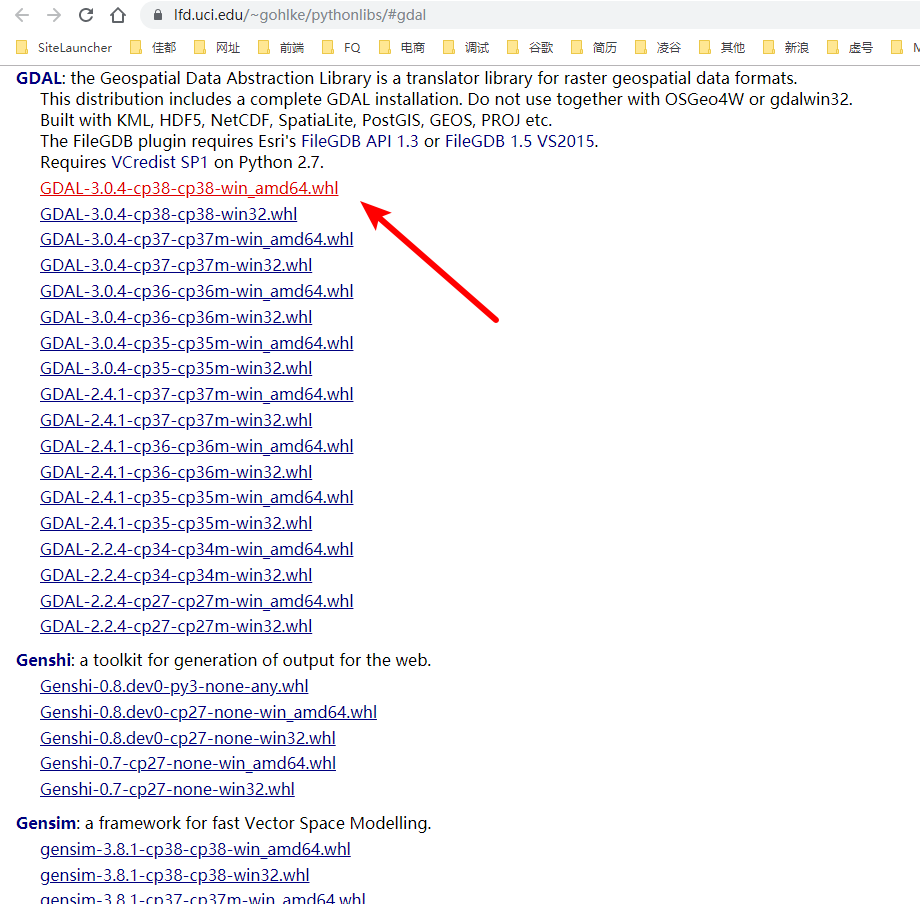 lfd.uci.edu/~gohlke/pythonlibs/#gdal
SiteLauncher 佳都 网址 前端 FQ 电商 调试 谷歌 简历 凌谷 其他 新浪 虚号
GDAL: the Geospatial Data Abstraction Library is a translator library for raster geospatial data formats.
This distribution includes a complete GDAL installation. Do not use together with OSGeo4W or gdalwin32.
Built with KML, HDF5, NetCDF, SpatiaLite, PostGIS, GEOS, PROJ etc.
The FileGDB plugin requires Esri's FileGDB API 1.3 or FileGDB 1.5 VS2015.
Requires VCredist SP1 on Python 2.7.
GDAL-3.0.4-cp38-cp38-win_amd64.whl
GDAL-3.0.4-cp38-cp38-win32.whl
GDAL-3.0.4-cp37-cp37m-win_amd64.whl
GDAL-3.0.4-cp37-cp37m-win32.whl
GDAL-3.0.4-cp36-cp36m-win_amd64.whl
GDAL-3.0.4-cp36-cp36m-win32.whl
GDAL-3.0.4-cp35-cp35m-win_amd64.whl
GDAL-3.0.4-cp35-cp35m-win32.whl
GDAL-2.4.1-cp37-cp37m-win_amd64.whl
GDAL-2.4.1-cp37-cp37m-win32.whl
GDAL-2.4.1-cp36-cp36m-win_amd64.whl
GDAL-2.4.1-cp36-cp36m-win32.whl
GDAL-2.4.1-cp35-cp35m-win_amd64.whl
GDAL-2.4.1-cp35-cp35m-win32.whl
GDAL-2.2.4-cp34-cp34m-win_amd64.whl
GDAL-2.2.4-cp34-cp34m-win32.whl
GDAL-2.2.4-cp27-cp27m-win_amd64.whl
GDAL-2.2.4-cp27-cp27m-win32.whl
Genshi: a toolkit for generation of output for the web.
Genshi-0.8.dev0-py3-none-any.whl
Genshi-0.8.dev0-cp27-none-win_amd64.whl
Genshi-0.8.dev0-cp27-none-win32.whl
Genshi-0.7-cp27-none-win_amd64.whl
Genshi-0.7-cp27-none-win32.whl
Gensim: a framework for fast Vector Space Modelling.
gensim-3.8.1-cp38-cp38-win_amd64.whl
gensim-3.8.1-cp38-cp38-win32.whl
gensim-3.8.1-cp37-cp37m-win_amd64.whl